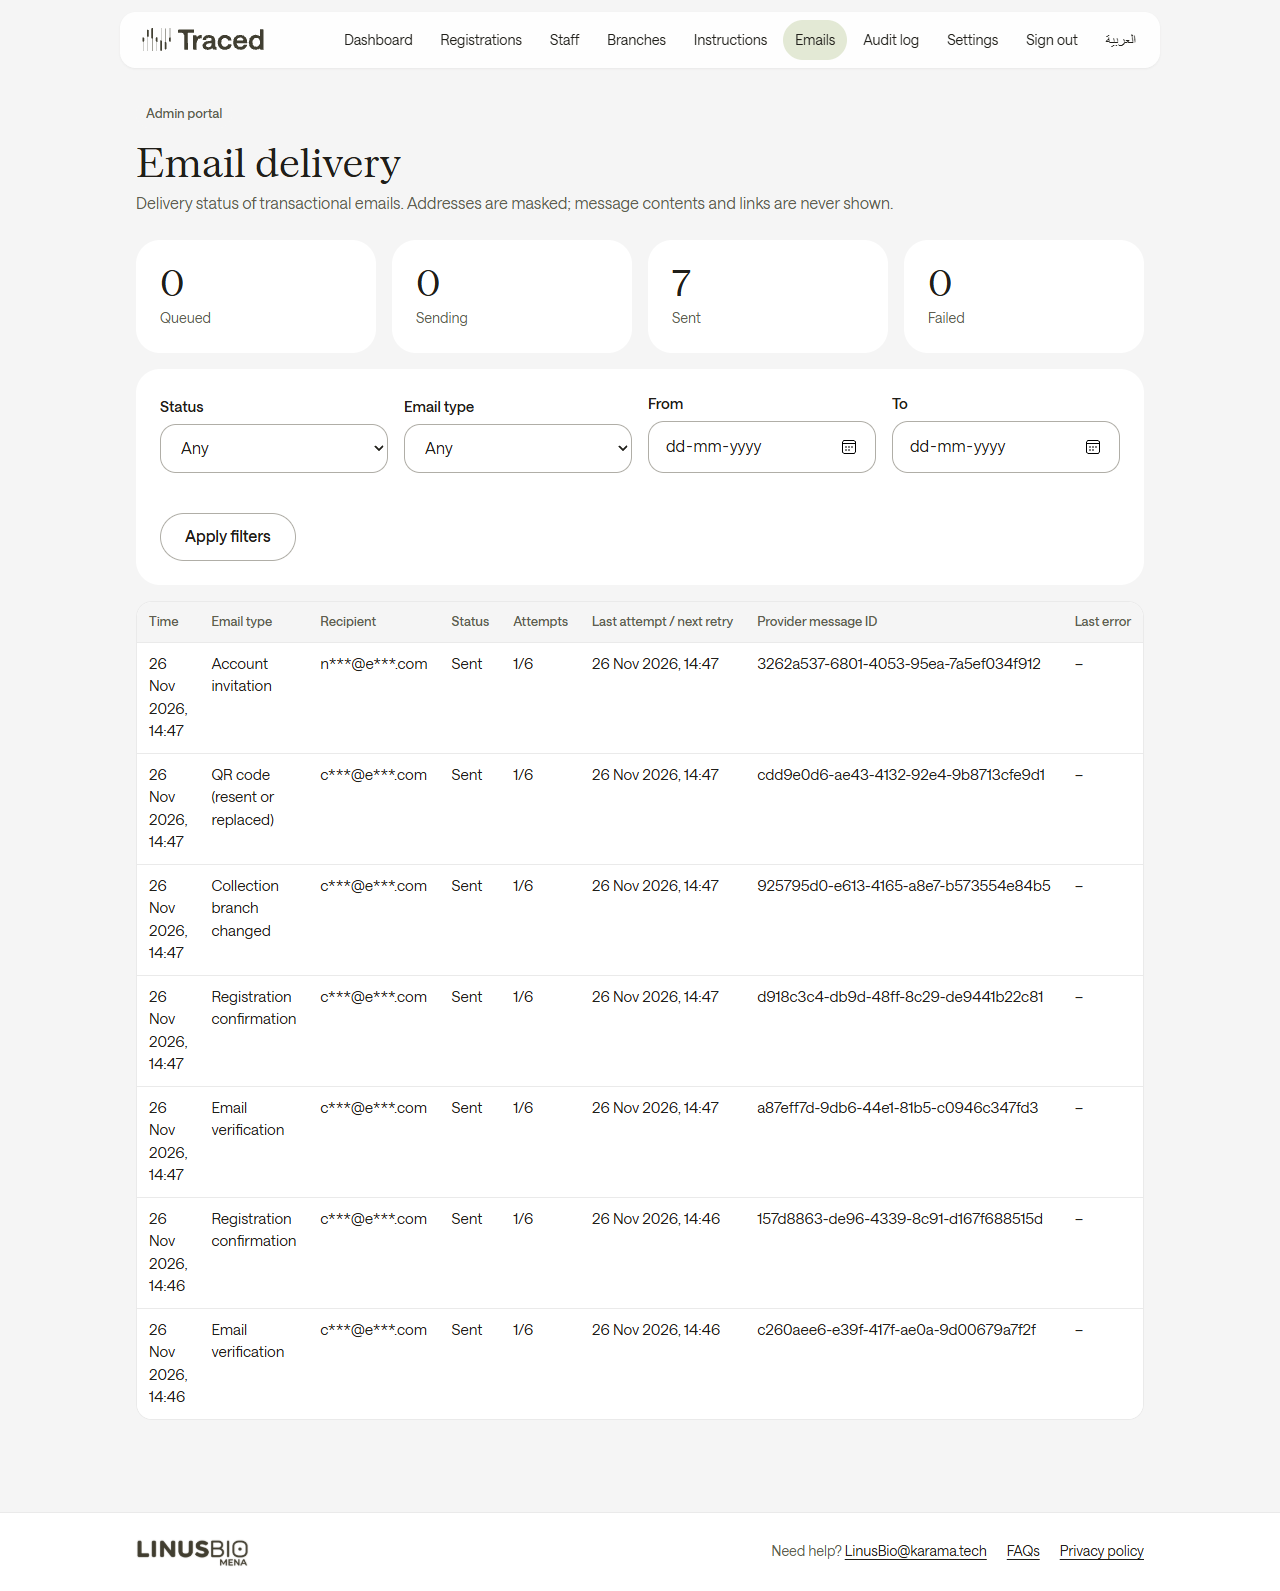 Traced
Dashboard Registrations Staff Branches Instructions Emails Audit log Settings Sign out العربية
Admin portal
Email delivery
Delivery status of transactional emails. Addresses are masked; message contents and links are never shown.
0 0 7 0
Queued Sending Sent Failed
Status Email type From To
Any Any dd-mm-yyyy dd-mm-yyyy
Apply filters
Time Email type Recipient Status Attempts Last attempt / next retry Provider message ID Last error
26 Account n***@e***.com Sent 1/6 26 Nov 2026, 14:47 3262a537-6801-4053-95ea-7a5ef034f912 –
Nov invitation
2026,
14:47
26 QR code c***@e***.com Sent 1/6 26 Nov 2026, 14:47 cdd9e0d6-ae43-4132-92e4-9b8713cfe9d1 –
Nov (resent or
2026, replaced)
14:47
26 Collection c***@e***.com Sent 1/6 26 Nov 2026, 14:47 925795d0-e613-4165-a8e7-b573554e84b5 –
Nov branch
2026, changed
14:47
26 Registration c***@e***.com Sent 1/6 26 Nov 2026, 14:47 d918c3c4-db9d-48ff-8c29-de9441b22c81 –
Nov confirmation
2026,
14:47
26 Email c***@e***.com Sent 1/6 26 Nov 2026, 14:47 a87eff7d-9db6-44e1-81b5-c0946c347fd3 –
Nov verification
2026,
14:47
26 Registration c***@e***.com Sent 1/6 26 Nov 2026, 14:46 157d8863-de96-4339-8c91-d167f688515d –
Nov confirmation
2026,
14:46
26 Email c***@e***.com Sent 1/6 26 Nov 2026, 14:46 c260aee6-e39f-417f-ae0a-9d00679a7f2f –
Nov verification
2026,
14:46
LINUSBIO MENA
Need help? LinusBio@karama.tech FAQs Privacy policy